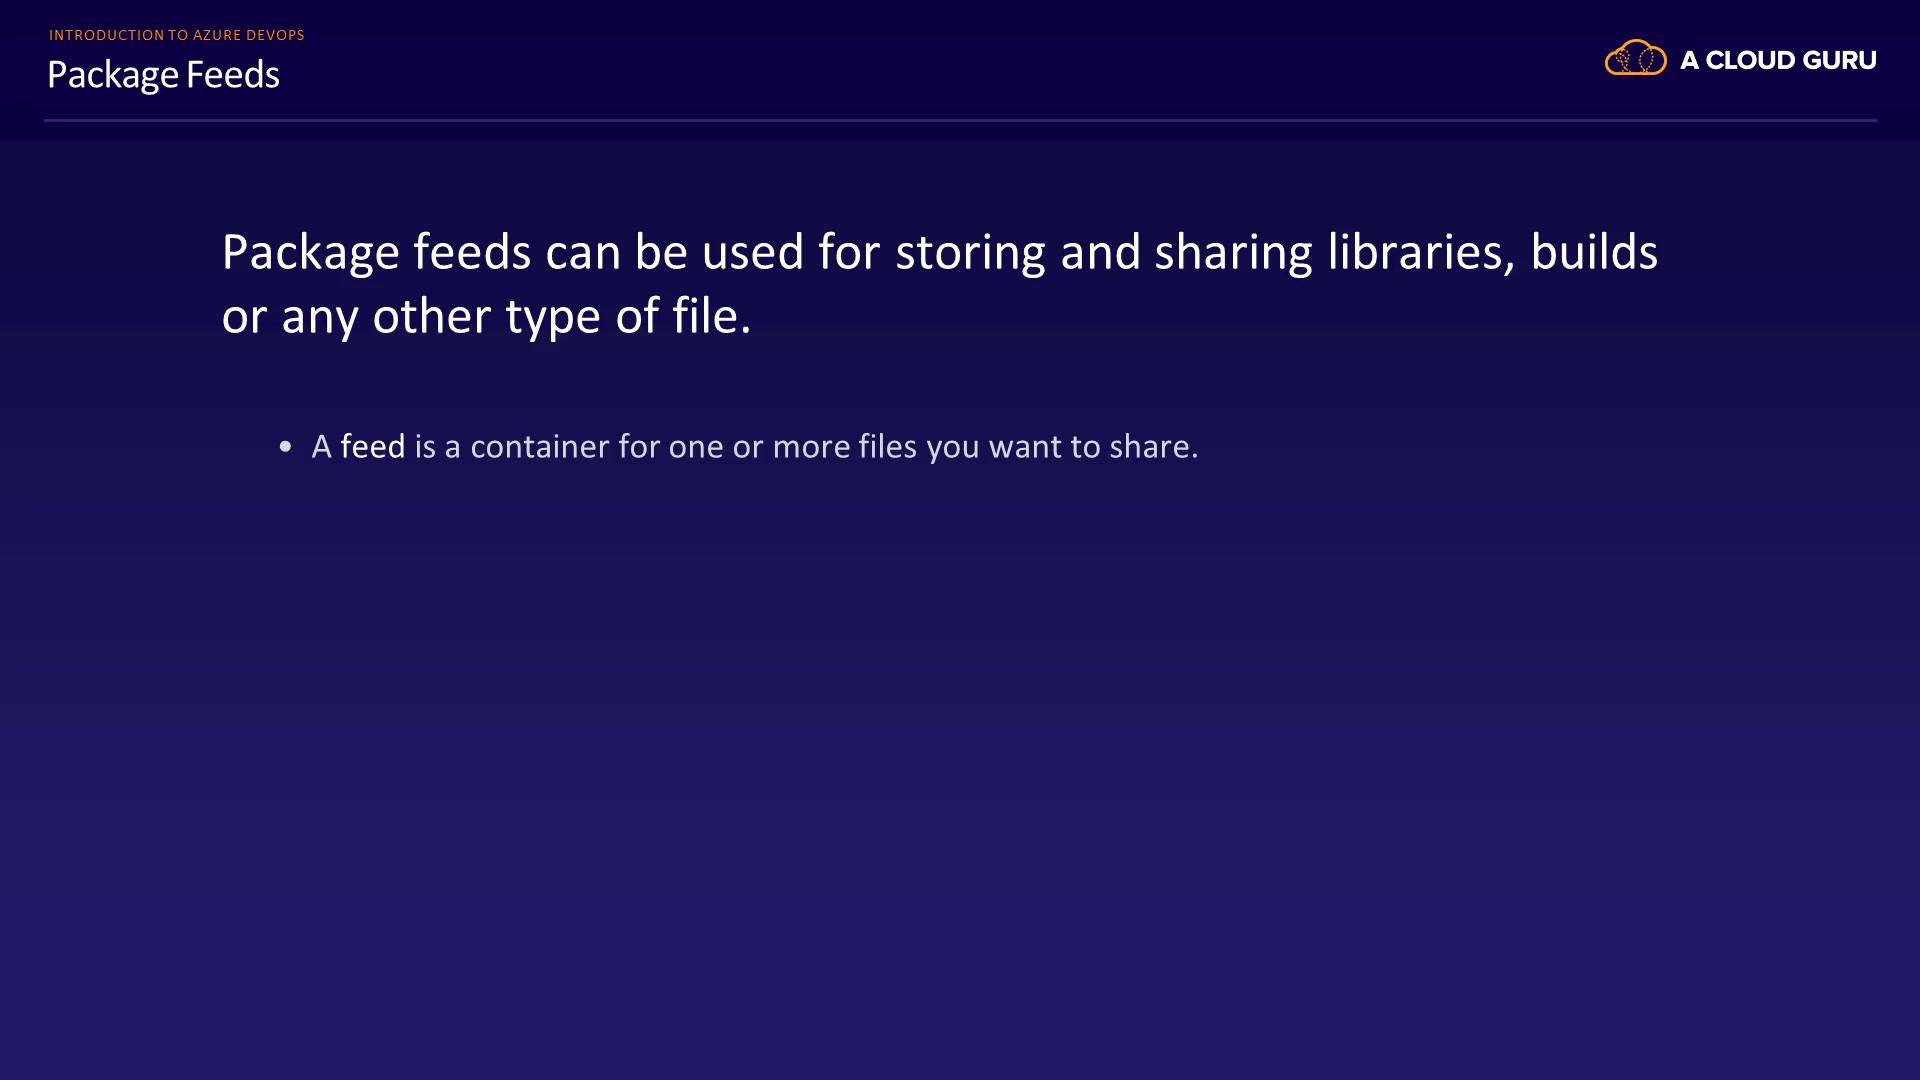 INTRODUCTION TO AZURE DEVOPS
Package Feeds
A CLOUD GURU
Package feeds can be used for storing and sharing libraries, builds
or any other type of file.
• A feed is a container for one or more files you want to share.